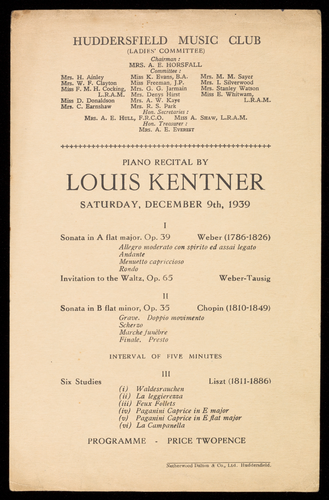 HUDDERSFIELD MUSIC CLUB
(LADIES' COMMITTEE)
Chairman :
MRS. A. E. HORSFALL
Committee :
Mrs. H. Ainley Miss K. Evans, B.A. Mrs. M. M. Sayer
Mrs. W. F. Clayton Miss Freeman, J.P. Mrs. I. Silverwood
Miss F. M. H. Cocking, Mrs. G. G. Jarmain Mrs. Stanley Watson
L.R.A.M. Mrs. Denys Hirst Miss E. Whitwam,
Miss D. Donaldson Mrs. A. W. Kaye L.R.A.M.
Mrs. C. Earnshaw Mrs. R. S. Park
Hon. Secretaries :
Mrs. A. E. Hull, F.R.C.O. Miss A. Shaw, L.R.A.M.
Hon. Treasurer :
Mrs. A. E. Everest
PIANO RECITAL BY
LOUIS KENTNER
SATURDAY, DECEMBER 9th, 1939
I
Sonata in A flat major. Op. 39 Weber (1786-1826)
Allegro moderato con spirito ed assai legato
Andante
Menuetto capriccioso
Rondo
Invitation to the Waltz, Op. 65 Weber-Tausig
II
Sonata in B flat minor, Op. 35 Chopin (1810-1849)
Grave. Doppio movimento
Scherzo
Marche funèbre
Finale. Presto
INTERVAL OF FIVE MINUTES
III
Six Studies Liszt (1811-1886)
(i) Waldesrauchen
(ii) La leggierezza
(iii) Feux Follets
(iv) Paganini Caprice in E major
(v) Paganini Caprice in E flat major
(vi) La Campanella
PROGRAMME - PRICE TWOPENCE
Netherwood Dalton & Co., Ltd. Huddersfield.